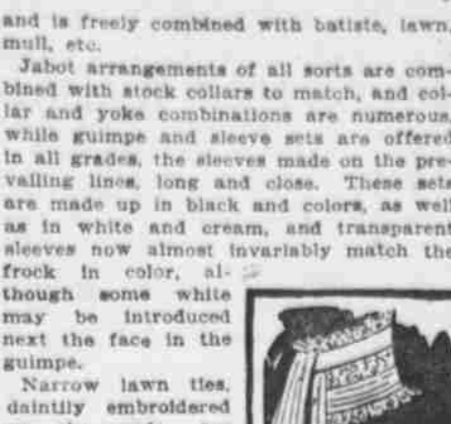 and is freely combined with batiste, lawn,
mull, etc.
Jabot arrangements of all sorts are com-
bined with stock collars to match, and col-
lar and yoke combinations are numerous,
while guimpe and sleeve sets are offered
in all grades, the sleeves made on the pre-
vailing lines, long and close. These sets
are made up in black and colors, as well
as in white and cream, and transparent
sleeves now almost invariably match the
frock in color, al-
though some white
may be introduced
next the face in the
guimpe.
Narrow lawn ties,
daintily embroidered